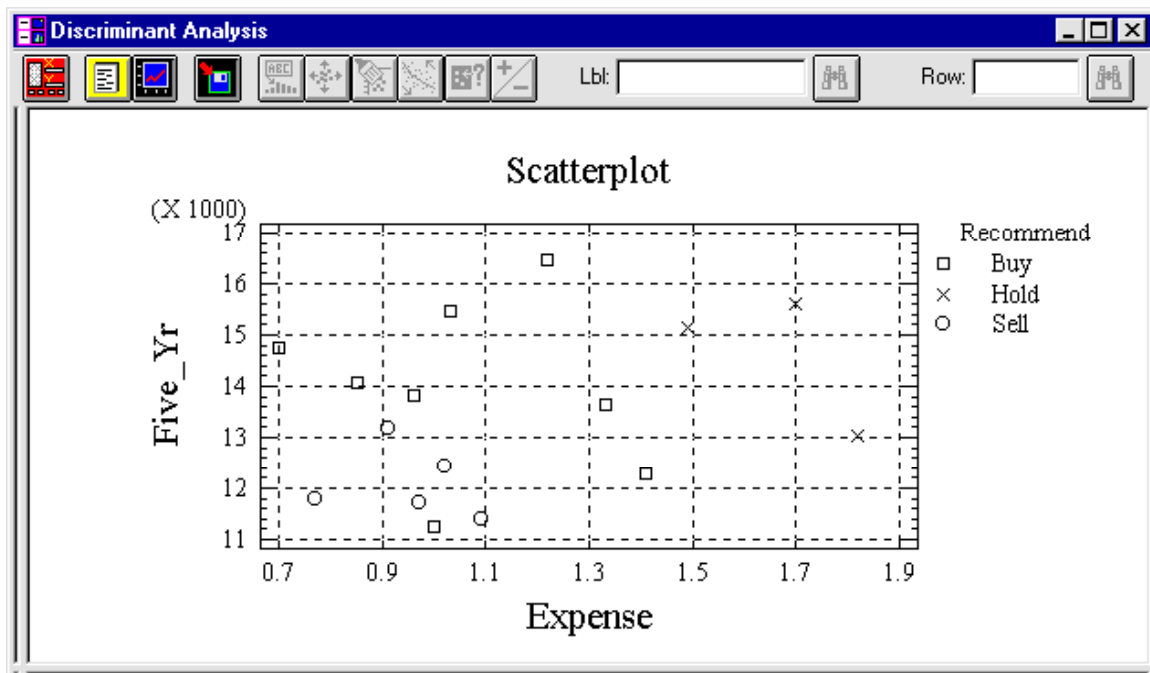 Discriminant Analysis
ABC ? + − Lbl: Row:
Scatterplot
(X 1000)
17
16
15
14
13
12
11
Five_Yr
0.7 0.9 1.1 1.3 1.5 1.7 1.9
Expense
Recommend
Buy
Hold
Sell